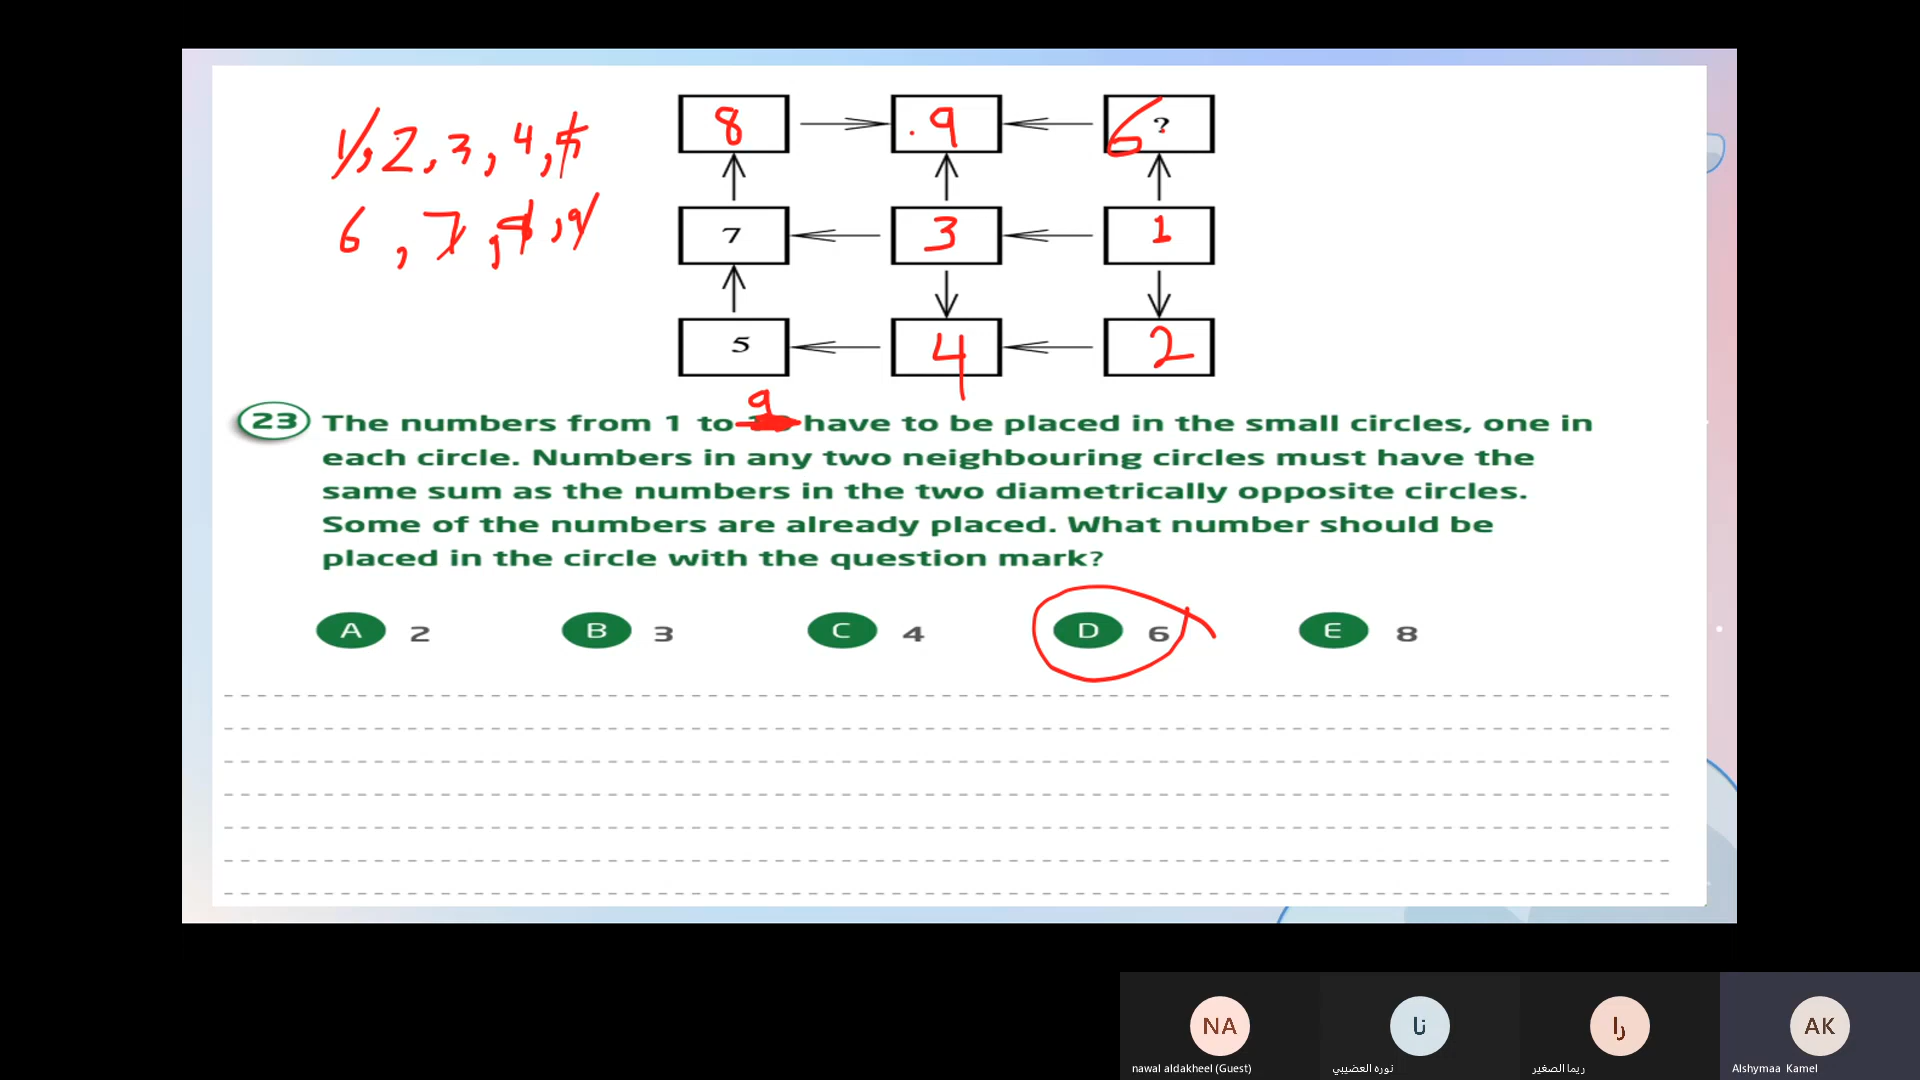 8 9 6 ?
1, 2, 3, 4, 5
7 3 1
6, 7, 8, 9
5 4 2
9
23 The numbers from 1 to have to be placed in the small circles, one in
each circle. Numbers in any two neighbouring circles must have the
same sum as the numbers in the two diametrically opposite circles.
Some of the numbers are already placed. What number should be
placed in the circle with the question mark?
A 2 B 3 C 4 D 6 E 8
NA نا را AK
nawal aldakheel (Guest) نوره العضيبي ريما الصغير Alshymaa Kamel